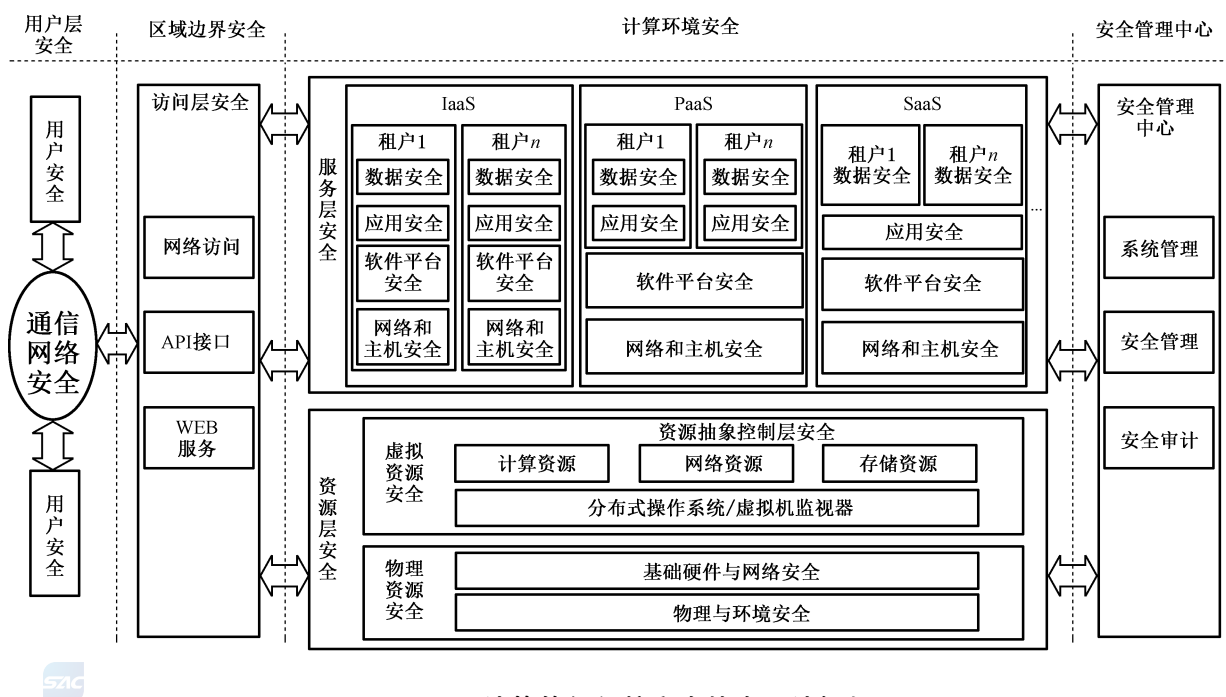 用户层
安全
区域边界安全
计算环境安全
安全管理中心
用户安全
通信
网络
安全
用户安全
访问层安全
网络访问
API接口
WEB
服务
服务层安全
IaaS
租户1
数据安全
应用安全
软件平台
安全
网络和
主机安全
租户n
数据安全
应用安全
软件平台
安全
网络和
主机安全
PaaS
租户1
数据安全
应用安全
租户n
数据安全
应用安全
软件平台安全
网络和主机安全
SaaS
租户1
数据安全
租户n
数据安全
应用安全
软件平台安全
网络和主机安全
...
资源层安全
虚拟
资源
安全
资源抽象控制层安全
计算资源
网络资源
存储资源
分布式操作系统/虚拟机监视器
物理
资源
安全
基础硬件与网络安全
物理与环境安全
安全管理
中心
系统管理
安全管理
安全审计
SAC